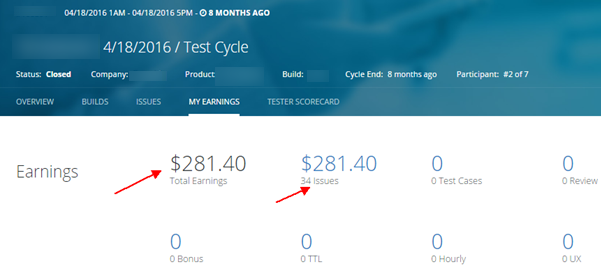 04/18/2016 1AM - 04/18/2016 5PM - 8 MONTHS AGO
4/18/2016 / Test Cycle
Status: Closed Company: Product: Build: Cycle End: 8 months ago Participant: #2 of 7
OVERVIEW BUILDS ISSUES MY EARNINGS TESTER SCORECARD
Earnings
$281.40 $281.40 0 0
Total Earnings 34 Issues 0 Test Cases 0 Review
0 0 0 0
0 Bonus 0 TTL 0 Hourly 0 UX